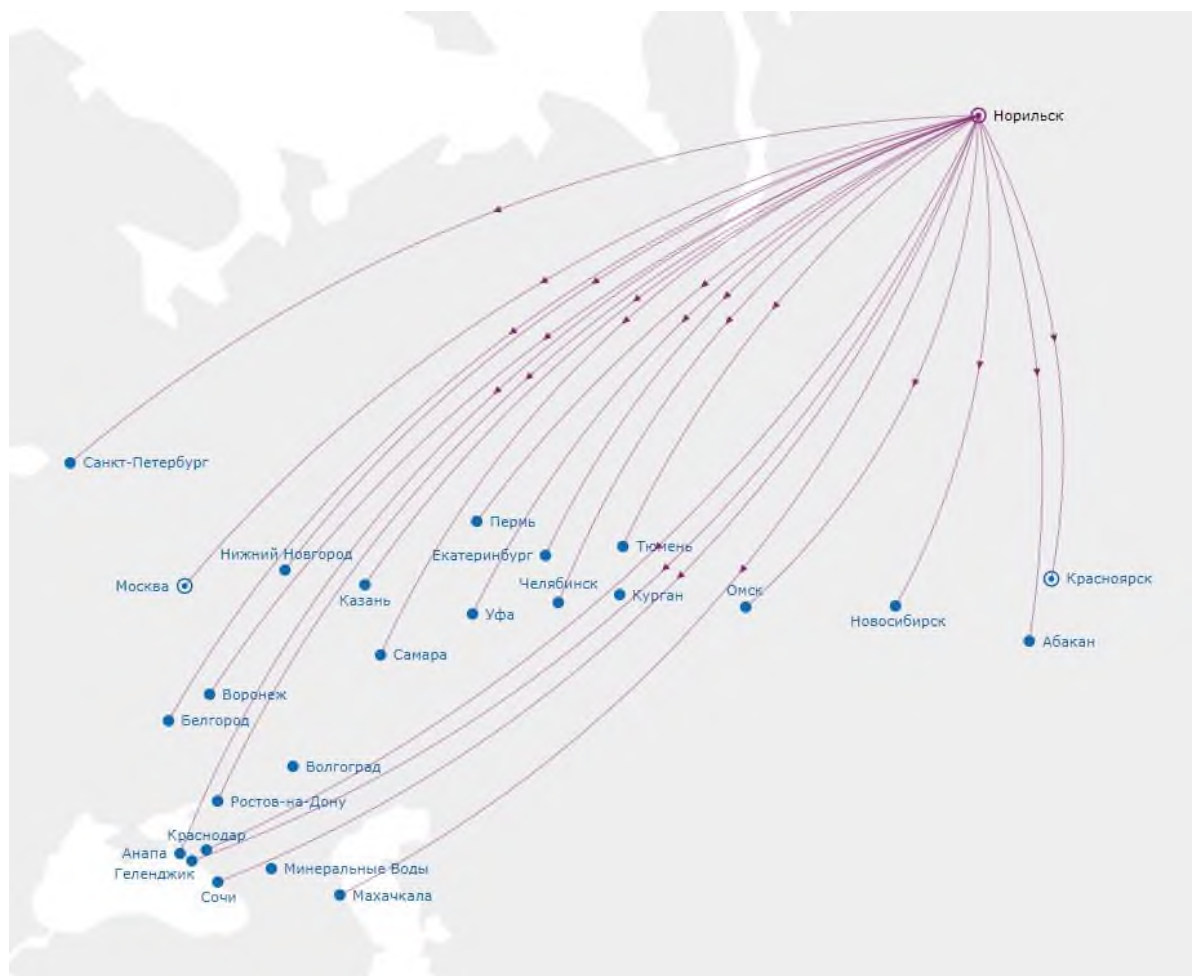 Норильск
Санкт-Петербург
Пермь
Тюмень
Нижний Новгород
Екатеринбург
Москва
Челябинск
Красноярск
Казань
Курган
Омск
Уфа
Новосибирск
Абакан
Самара
Воронеж
Белгород
Волгоград
Ростов-на-Дону
Краснодар
Анапа
Геленджик
Минеральные Воды
Сочи
Махачкала